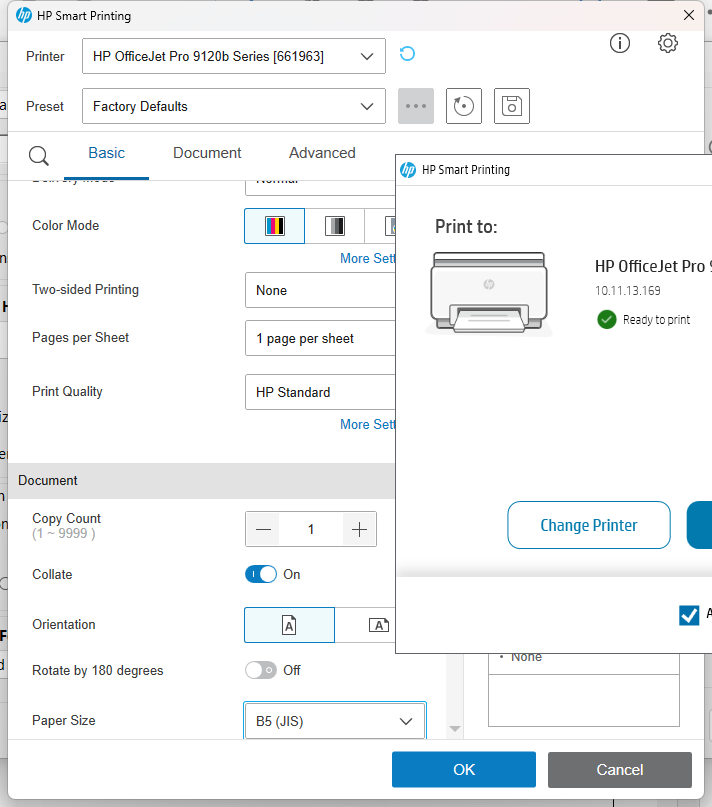 HP Smart Printing
Printer
HP OfficeJet Pro 9120b Series [661963]
Preset
Factory Defaults
Basic
Document
Advanced
Color Mode
More Sett
Two-sided Printing
None
Pages per Sheet
1 page per sheet
Print Quality
HP Standard
More Sett
Document
Copy Count
(1 ~ 9999 )
1
Collate
On
Orientation
Rotate by 180 degrees
Off
Paper Size
B5 (JIS)
OK
Cancel
HP Smart Printing
Print to:
HP OfficeJet Pro 9
10.11.13.169
Ready to print
Change Printer
A
• None